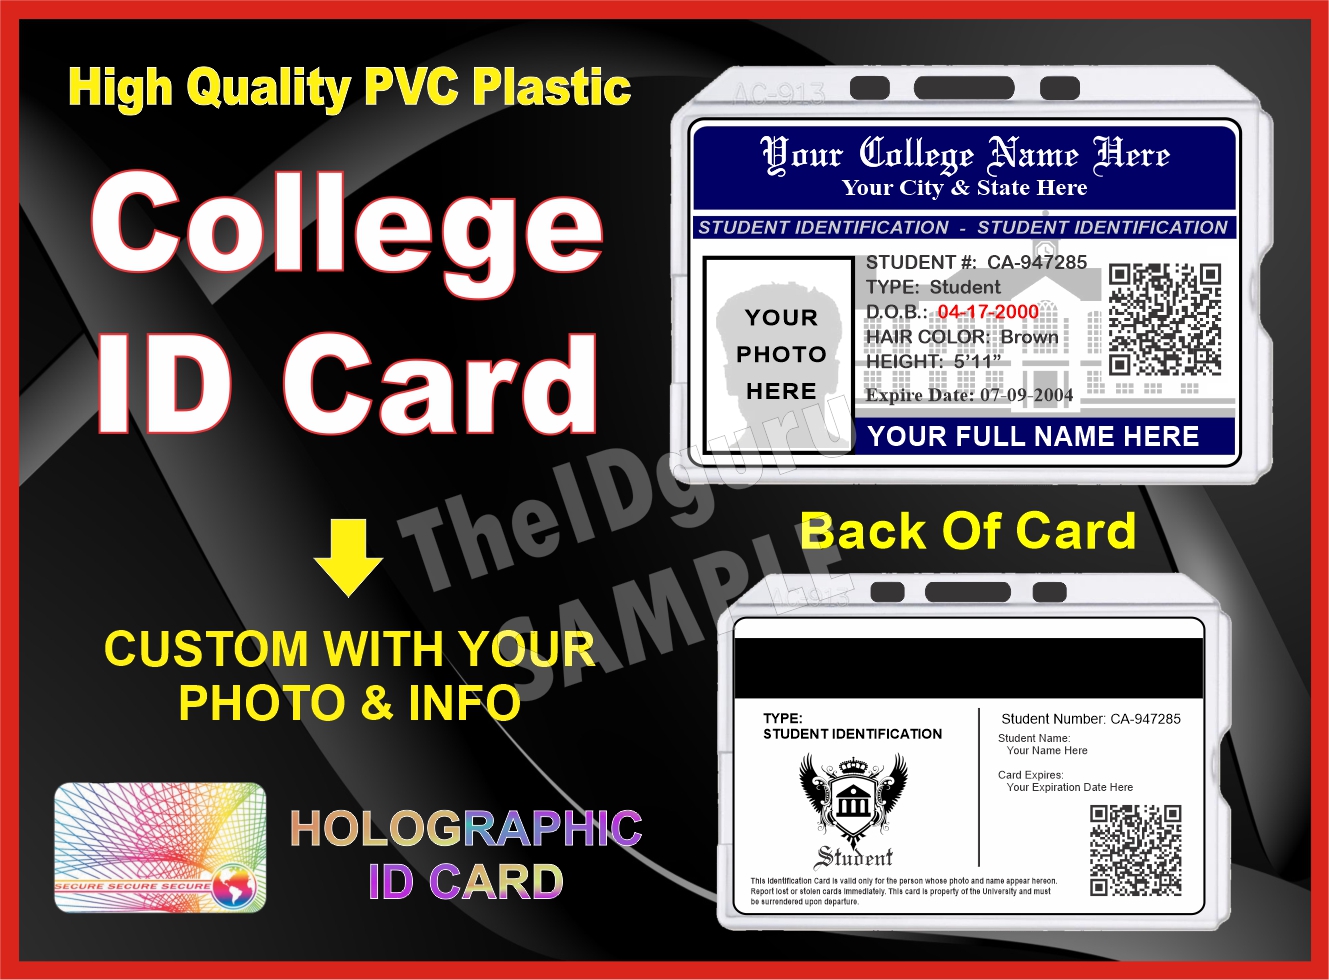 High Quality PVC Plastic
College
ID Card
CUSTOM WITH YOUR
PHOTO & INFO
SECURE SECURE SECURE
HOLOGRAPHIC
ID CARD
TheIDguru
SAMPLE
AC-913
Your College Name Here
Your City & State Here
STUDENT IDENTIFICATION - STUDENT IDENTIFICATION
YOUR
PHOTO
HERE
STUDENT #: CA-947285
TYPE: Student
D.O.B.: 04-17-2000
HAIR COLOR: Brown
HEIGHT: 5'11”
Expire Date: 07-09-2004
YOUR FULL NAME HERE
Back Of Card
TYPE:
STUDENT IDENTIFICATION
Student
Student Number: CA-947285
Student Name:
Your Name Here
Card Expires:
Your Expiration Date Here
This Identification Card is valid only for the person whose photo and name appear hereon.
Report lost or stolen cards immediately. This card is property of the University and must
be surrendered upon departure.